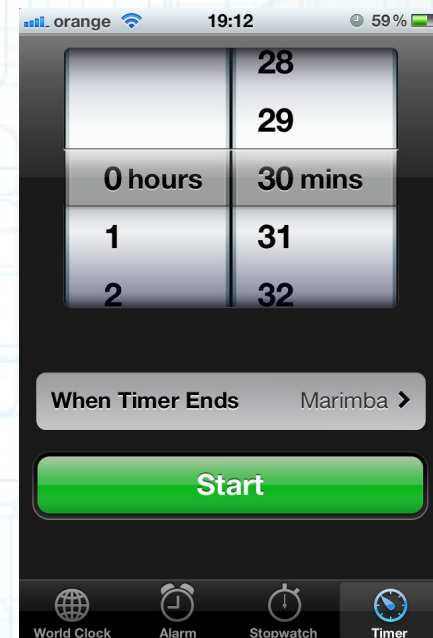 orange 19:12 59%
28
29
0 hours 30 mins
1 31
2 32
When Timer Ends Marimba
Start
World Clock Alarm Stopwatch Timer